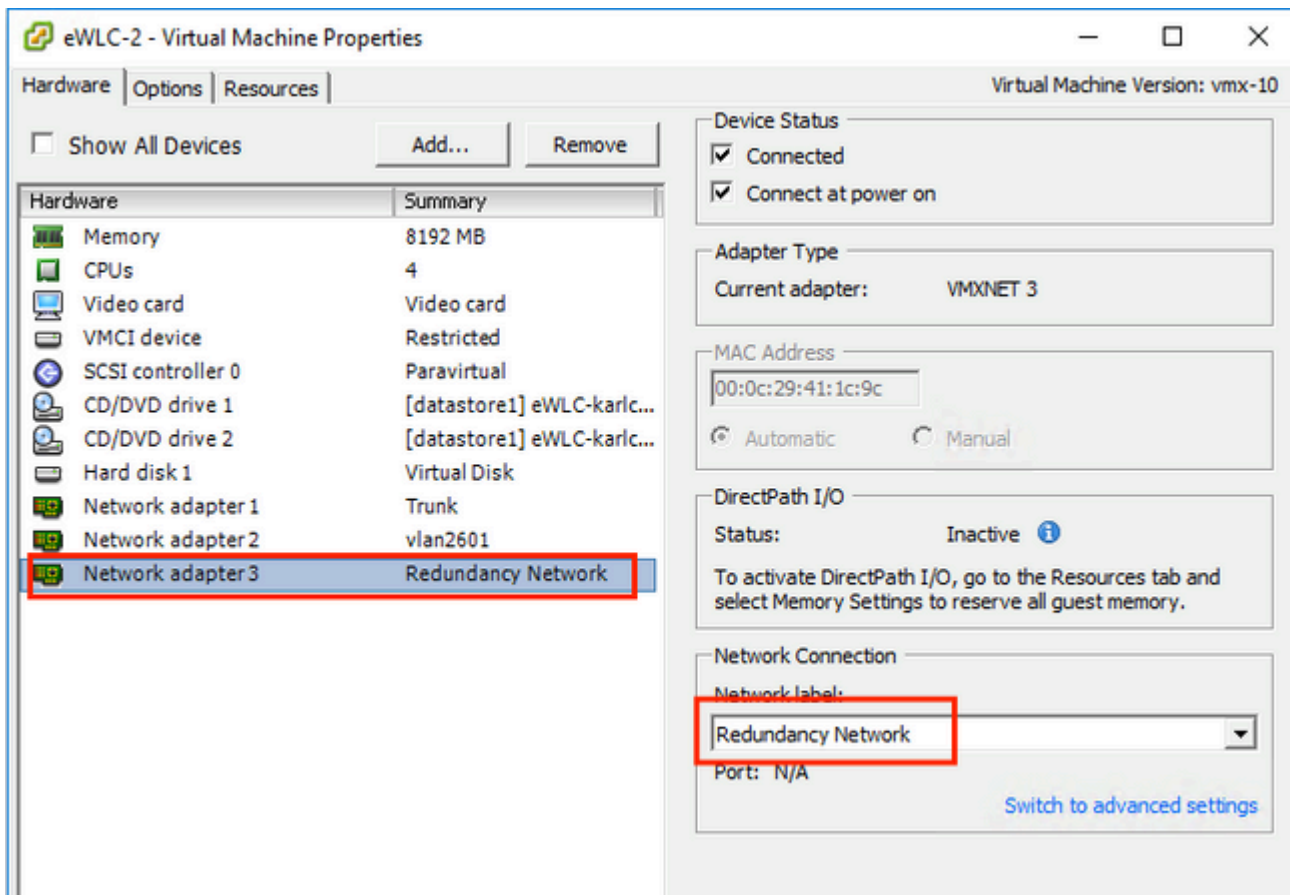 eWLC-2 - Virtual Machine Properties
Hardware Options Resources
Virtual Machine Version: vmx-10
Show All Devices
Add... Remove
Hardware Summary
Memory 8192 MB
CPUs 4
Video card Video card
VMCI device Restricted
SCSI controller 0 Paravirtual
CD/DVD drive 1 [datastore1] eWLC-karlc...
CD/DVD drive 2 [datastore1] eWLC-karlc...
Hard disk 1 Virtual Disk
Network adapter 1 Trunk
Network adapter 2 vlan2601
Network adapter 3 Redundancy Network
Device Status
Connected
Connect at power on
Adapter Type
Current adapter: VMXNET 3
MAC Address
00:0c:29:41:1c:9c
Automatic Manual
DirectPath I/O
Status: Inactive
To activate DirectPath I/O, go to the Resources tab and
select Memory Settings to reserve all guest memory.
Network Connection
Network label:
Redundancy Network
Port: N/A
Switch to advanced settings